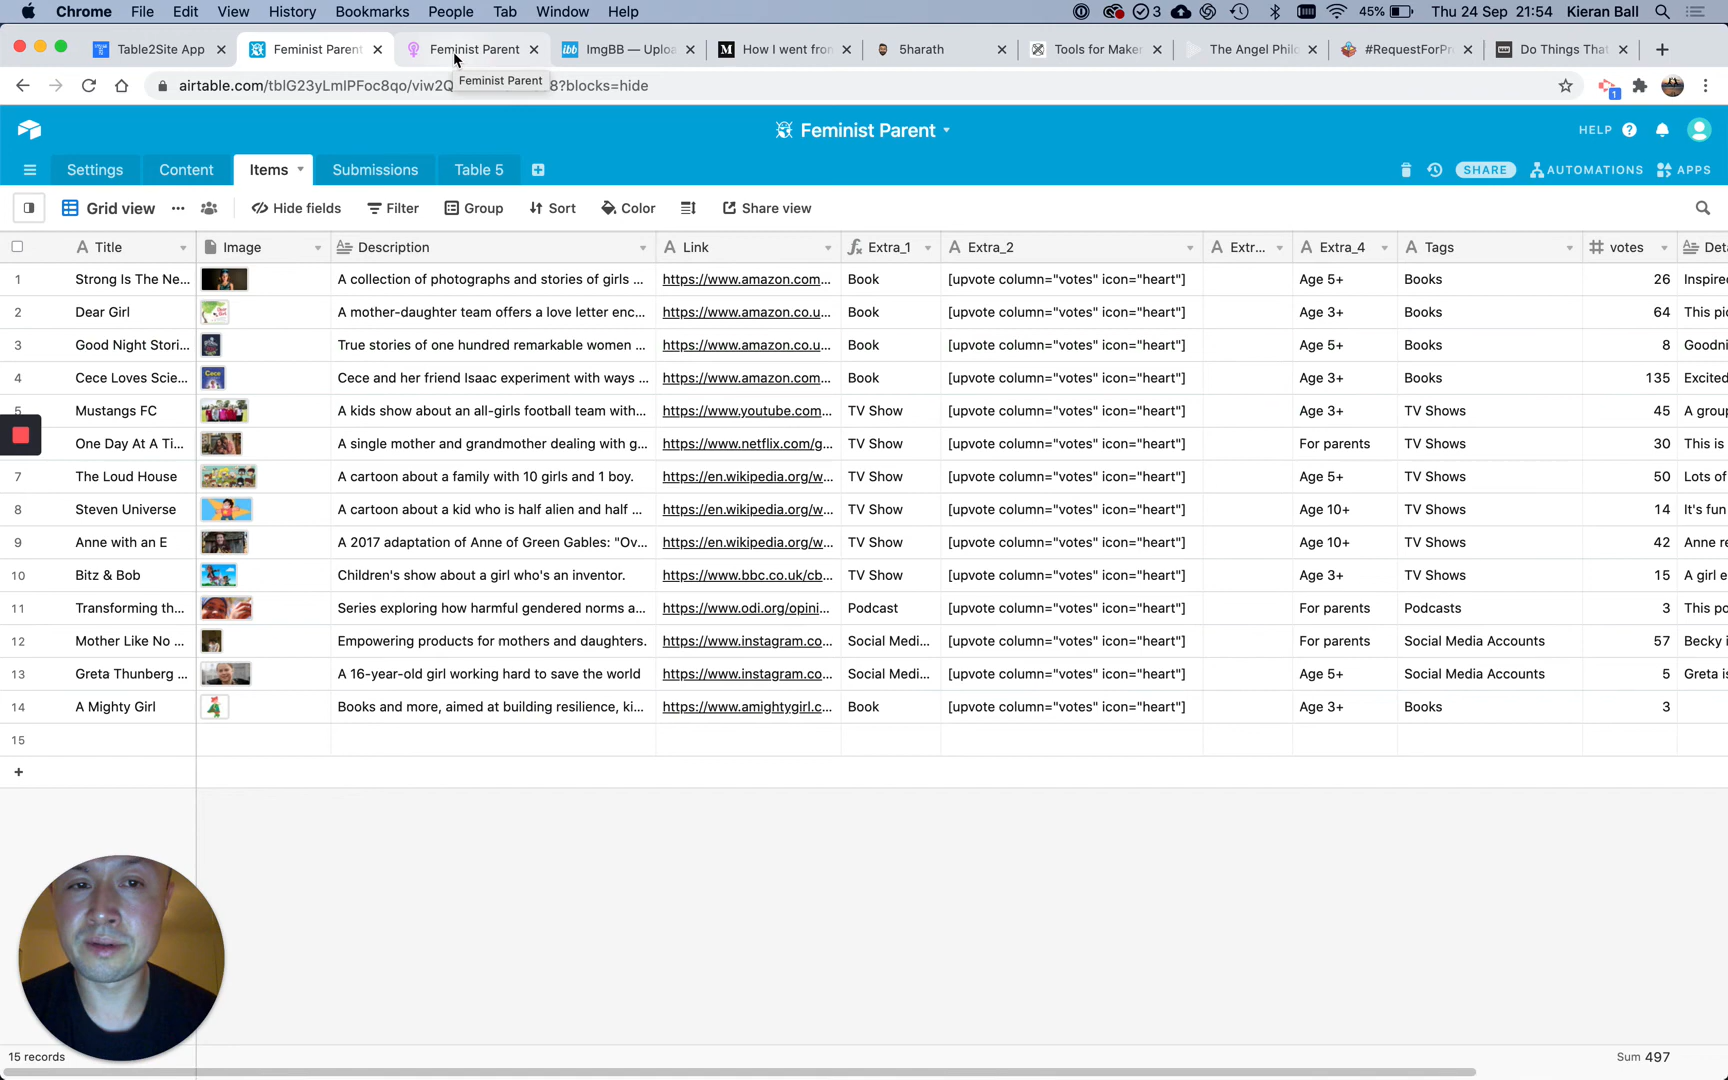 Chrome File Edit View History Bookmarks People Tab Window Help 3 45% Thu 24 Sep 21:54 Kieran Ball
Table2Site App Feminist Parent Feminist Parent ImgBB — Uploa How I went fron 5harath Tools for Maker The Angel Phil #RequestForPr Do Things That
airtable.com/tblG23yLmlPFoc8qo/viw2Q 8?blocks=hide 1
Feminist Parent
Feminist Parent HELP
Settings Content Items Submissions Table 5 SHARE AUTOMATIONS APPS
Grid view Hide fields Filter Group Sort Color Share view
Title Image Description Link Extra_1 Extra_2 Extr... Extra_4 Tags votes Deta
1 Strong Is The Ne... A collection of photographs and stories of girls ... https://www.amazon.com... Book [upvote column="votes" icon="heart"] Age 5+ Books 26 Inspired
2 Dear Girl A mother-daughter team offers a love letter enc... https://www.amazon.co.u... Book [upvote column="votes" icon="heart"] Age 3+ Books 64 This pic
3 Good Night Stori... True stories of one hundred remarkable women ... https://www.amazon.co.u... Book [upvote column="votes" icon="heart"] Age 5+ Books 8 Goodni
4 Cece Loves Scie... Cece and her friend Isaac experiment with ways ... https://www.amazon.com... Book [upvote column="votes" icon="heart"] Age 3+ Books 135 Excited
5 Mustangs FC A kids show about an all-girls football team with... https://www.youtube.com... TV Show [upvote column="votes" icon="heart"] Age 3+ TV Shows 45 A group
One Day At A Ti... A single mother and grandmother dealing with g... https://www.netflix.com/g... TV Show [upvote column="votes" icon="heart"] For parents TV Shows 30 This is
7 The Loud House A cartoon about a family with 10 girls and 1 boy. https://en.wikipedia.org/w... TV Show [upvote column="votes" icon="heart"] Age 5+ TV Shows 50 Lots of
8 Steven Universe A cartoon about a kid who is half alien and half ... https://en.wikipedia.org/w... TV Show [upvote column="votes" icon="heart"] Age 10+ TV Shows 14 It's fun
9 Anne with an E A 2017 adaptation of Anne of Green Gables: "Ov... https://en.wikipedia.org/w... TV Show [upvote column="votes" icon="heart"] Age 10+ TV Shows 42 Anne re
10 Bitz & Bob Children's show about a girl who's an inventor. https://www.bbc.co.uk/cb... TV Show [upvote column="votes" icon="heart"] Age 3+ TV Shows 15 A girl e
11 Transforming th... Series exploring how harmful gendered norms a... https://www.odi.org/opini... Podcast [upvote column="votes" icon="heart"] For parents Podcasts 3 This po
12 Mother Like No ... Empowering products for mothers and daughters. https://www.instagram.co... Social Medi... [upvote column="votes" icon="heart"] For parents Social Media Accounts 57 Becky i
13 Greta Thunberg ... A 16-year-old girl working hard to save the world https://www.instagram.co... Social Medi... [upvote column="votes" icon="heart"] Age 5+ Social Media Accounts 5 Greta is
14 A Mighty Girl Books and more, aimed at building resilience, ki... https://www.amightygirl.c... Book [upvote column="votes" icon="heart"] Age 3+ Books 3
15
15 records Sum 497